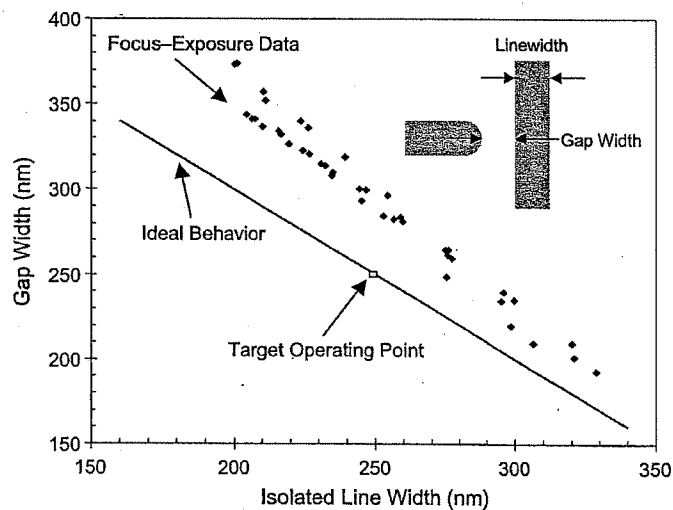 400
350
300
250
200
150
Gap Width (nm)
Focus–Exposure Data
Linewidth
Gap Width
Ideal Behavior
Target Operating Point
150
200
250
300
350
Isolated Line Width (nm)